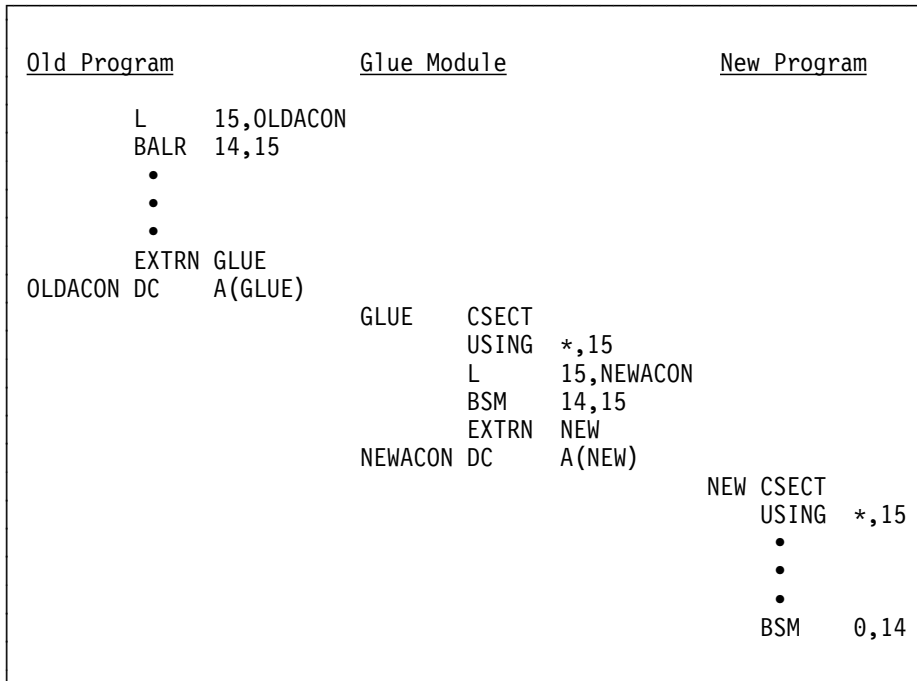 Old Program Glue Module New Program
L 15,OLDACON
BALR 14,15
•
•
•
EXTRN GLUE
OLDACON DC A(GLUE)
GLUE CSECT
USING *,15
L 15,NEWACON
BSM 14,15
EXTRN NEW
NEWACON DC A(NEW)
NEW CSECT
USING *,15
•
•
•
BSM 0,14